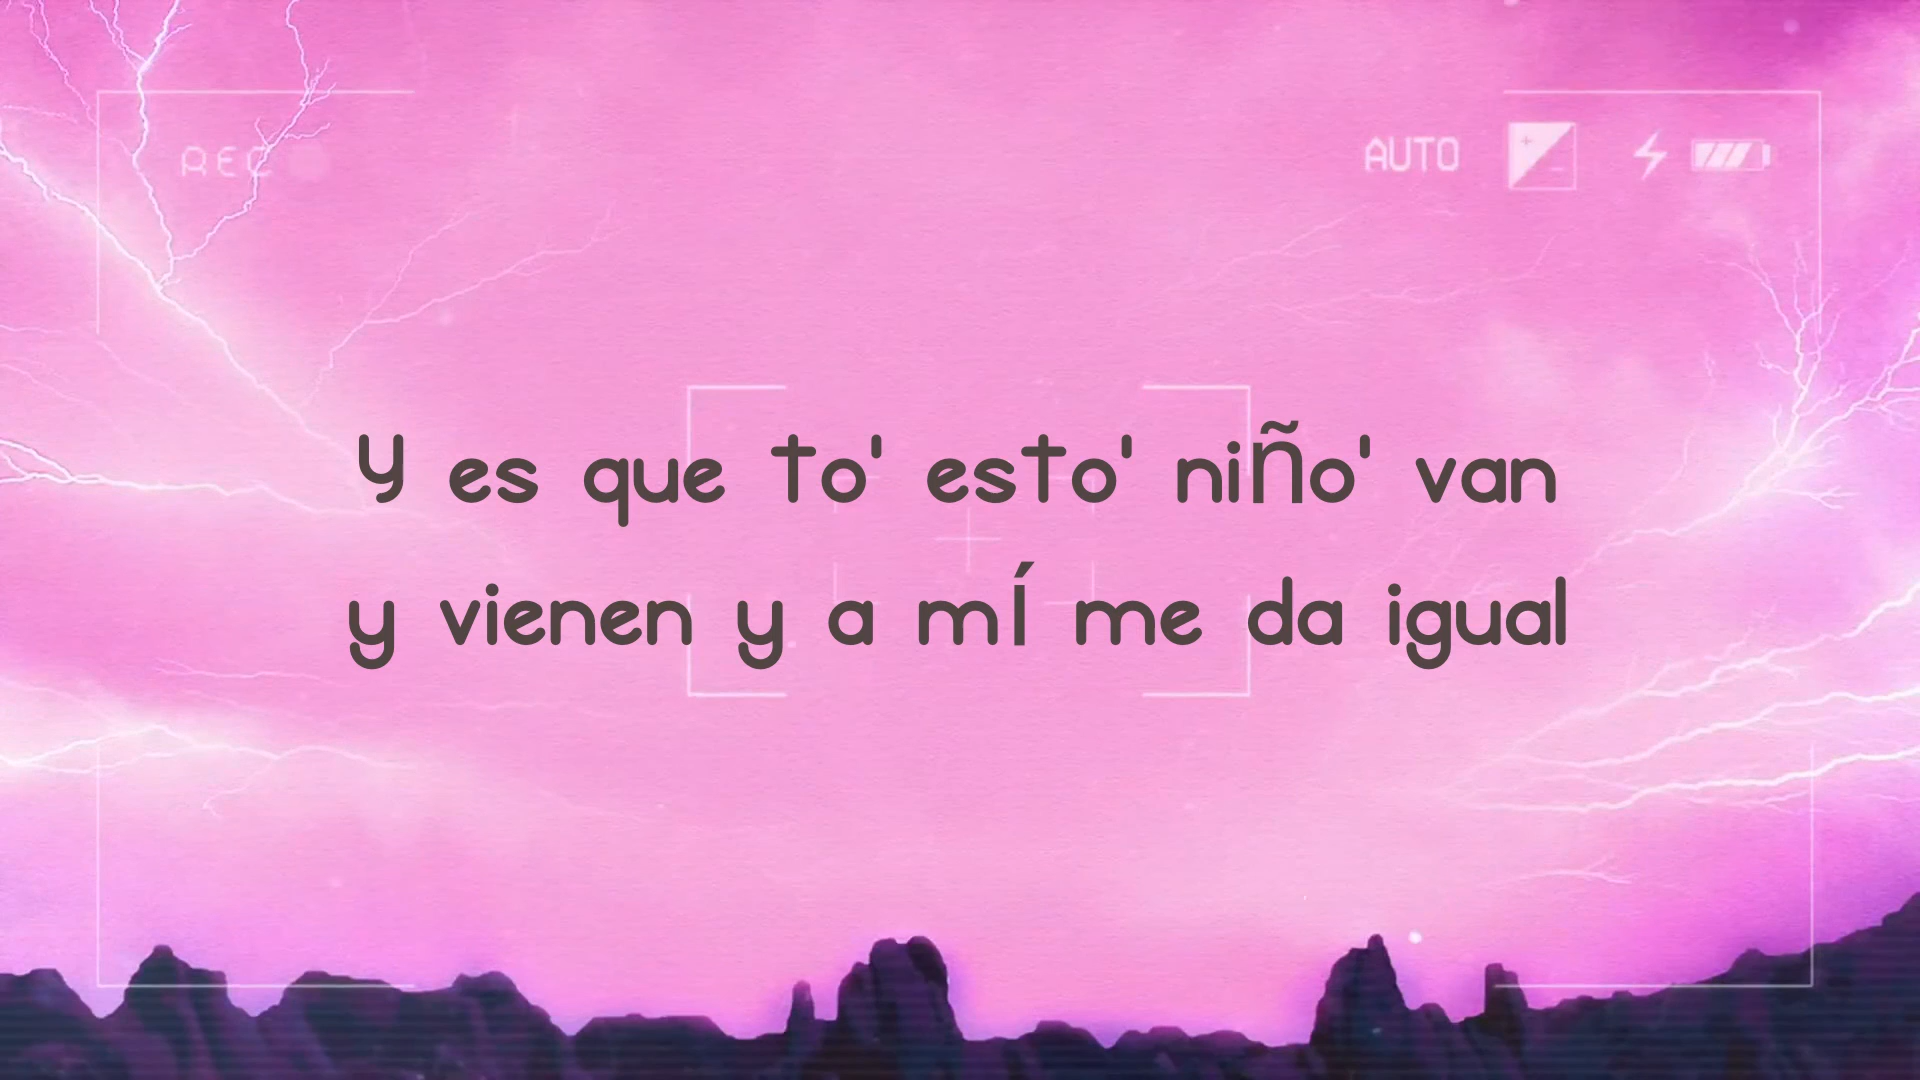 REC
AUTO
Y es que to' esto' niño' van
y vienen y a mí me da igual